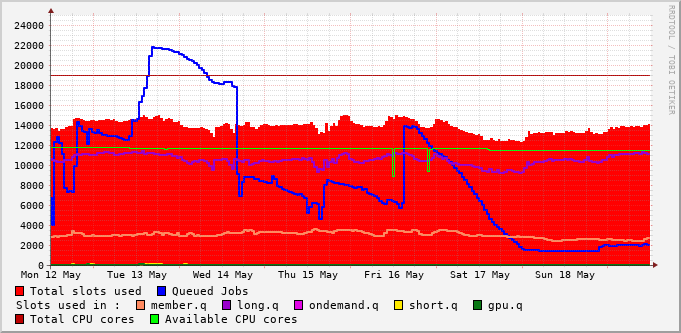 RRDTOOL / TOBI OETIKER
24000
22000
20000
18000
16000
14000
12000
10000
8000
6000
4000
2000
0
Mon 12 May Tue 13 May Wed 14 May Thu 15 May Fri 16 May Sat 17 May Sun 18 May
Total slots used Queued Jobs
Slots used in : member.q long.q ondemand.q short.q gpu.q
Total CPU cores Available CPU cores